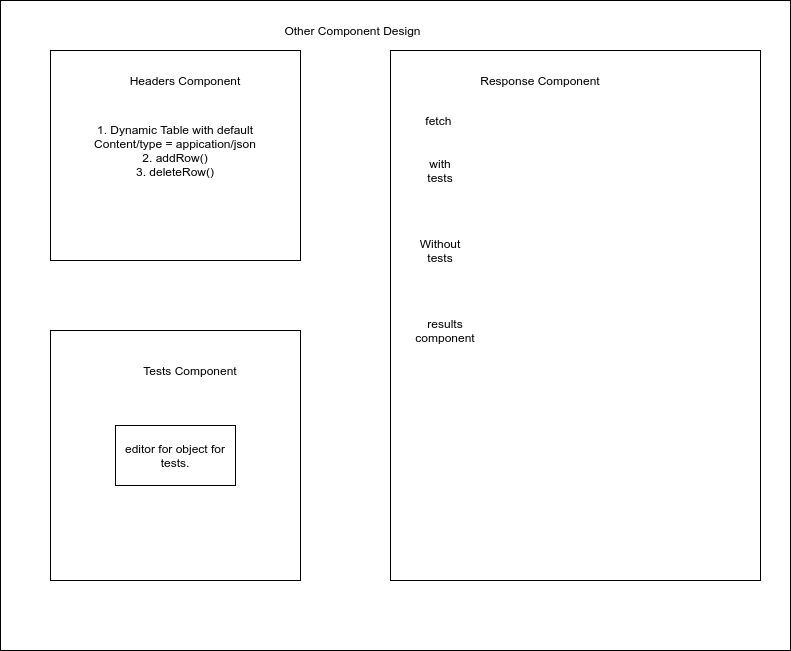 Other Component Design
Headers Component
1. Dynamic Table with default
Content/type = appication/json
2. addRow()
3. deleteRow()
Response Component
fetch
with
tests
Without
tests
results
component
Tests Component
editor for object for
tests.